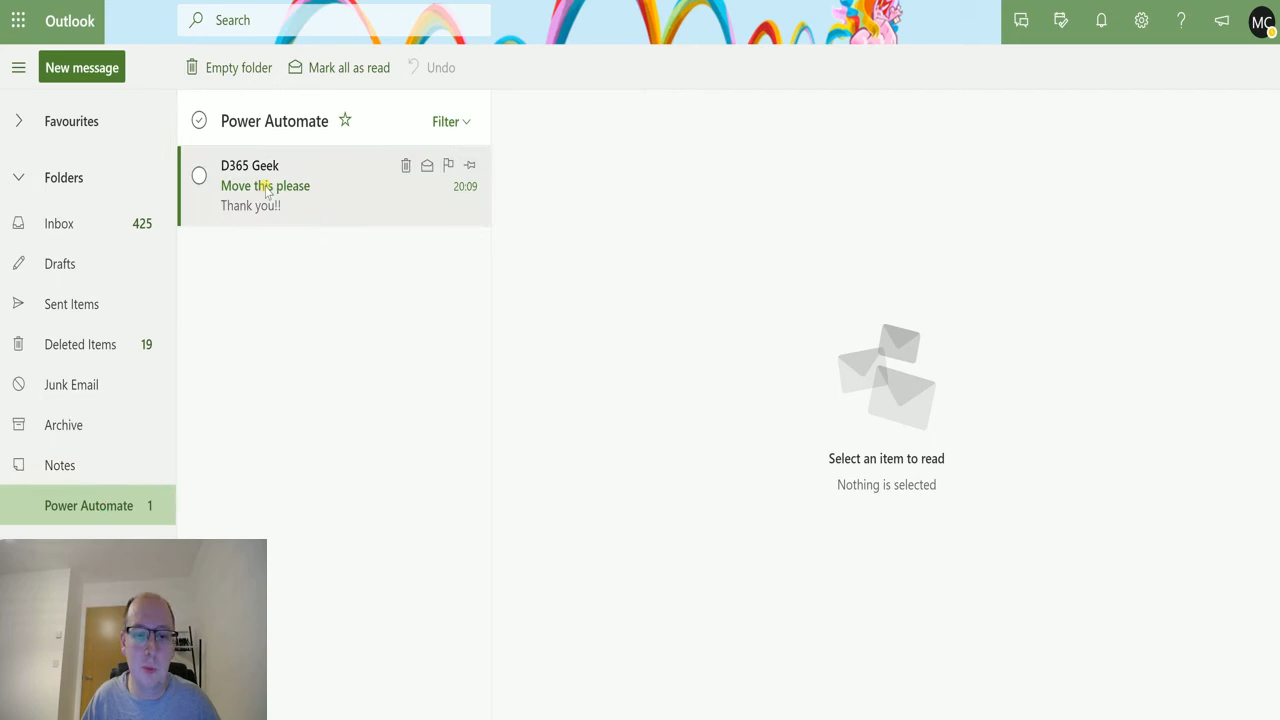 Outlook
Search
MC
New message
Empty folder
Mark all as read
Undo
Favourites
Folders
Inbox 425
Drafts
Sent Items
Deleted Items 19
Junk Email
Archive
Notes
Power Automate 1
Power Automate
Filter
D365 Geek
Move this please
20:09
Thank you!!
Select an item to read
Nothing is selected